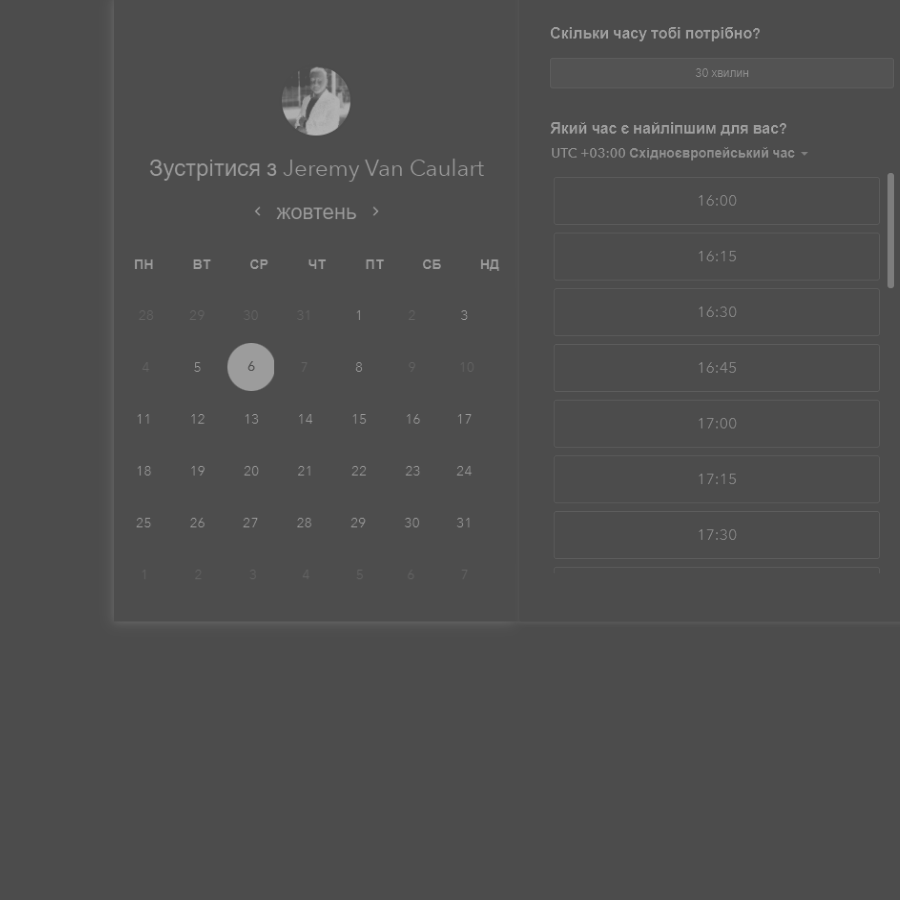 Зустрітися з Jeremy Van Caulart
‹ жовтень ›
ПН ВТ СР ЧТ ПТ СБ НД
28 29 30 31 1 2 3
4 5 6 7 8 9 10
11 12 13 14 15 16 17
18 19 20 21 22 23 24
25 26 27 28 29 30 31
1 2 3 4 5 6 7
Скільки часу тобі потрібно?
30 хвилин
Який час є найліпшим для вас?
UTC +03:00 Східноєвропейський час
16:00
16:15
16:30
16:45
17:00
17:15
17:30